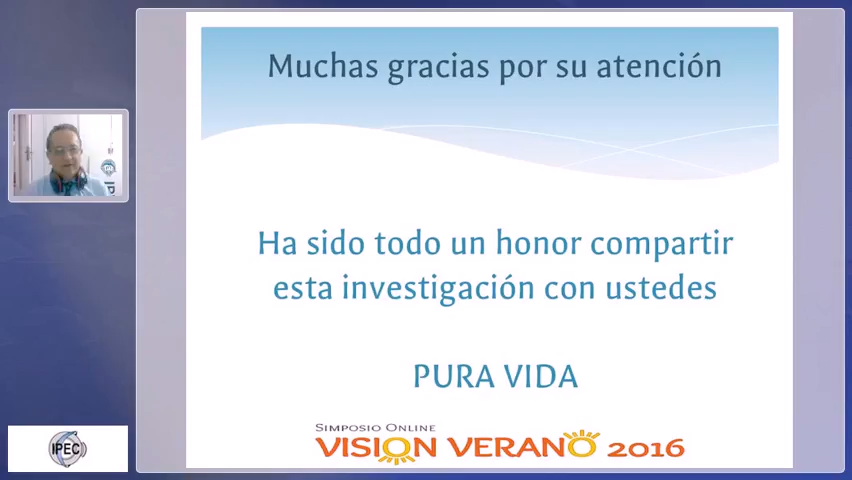 Muchas gracias por su atención
Ha sido todo un honor compartir
esta investigación con ustedes
PURA VIDA
SIMPOSIO ONLINE
VISION VERANO 2016
IPEC